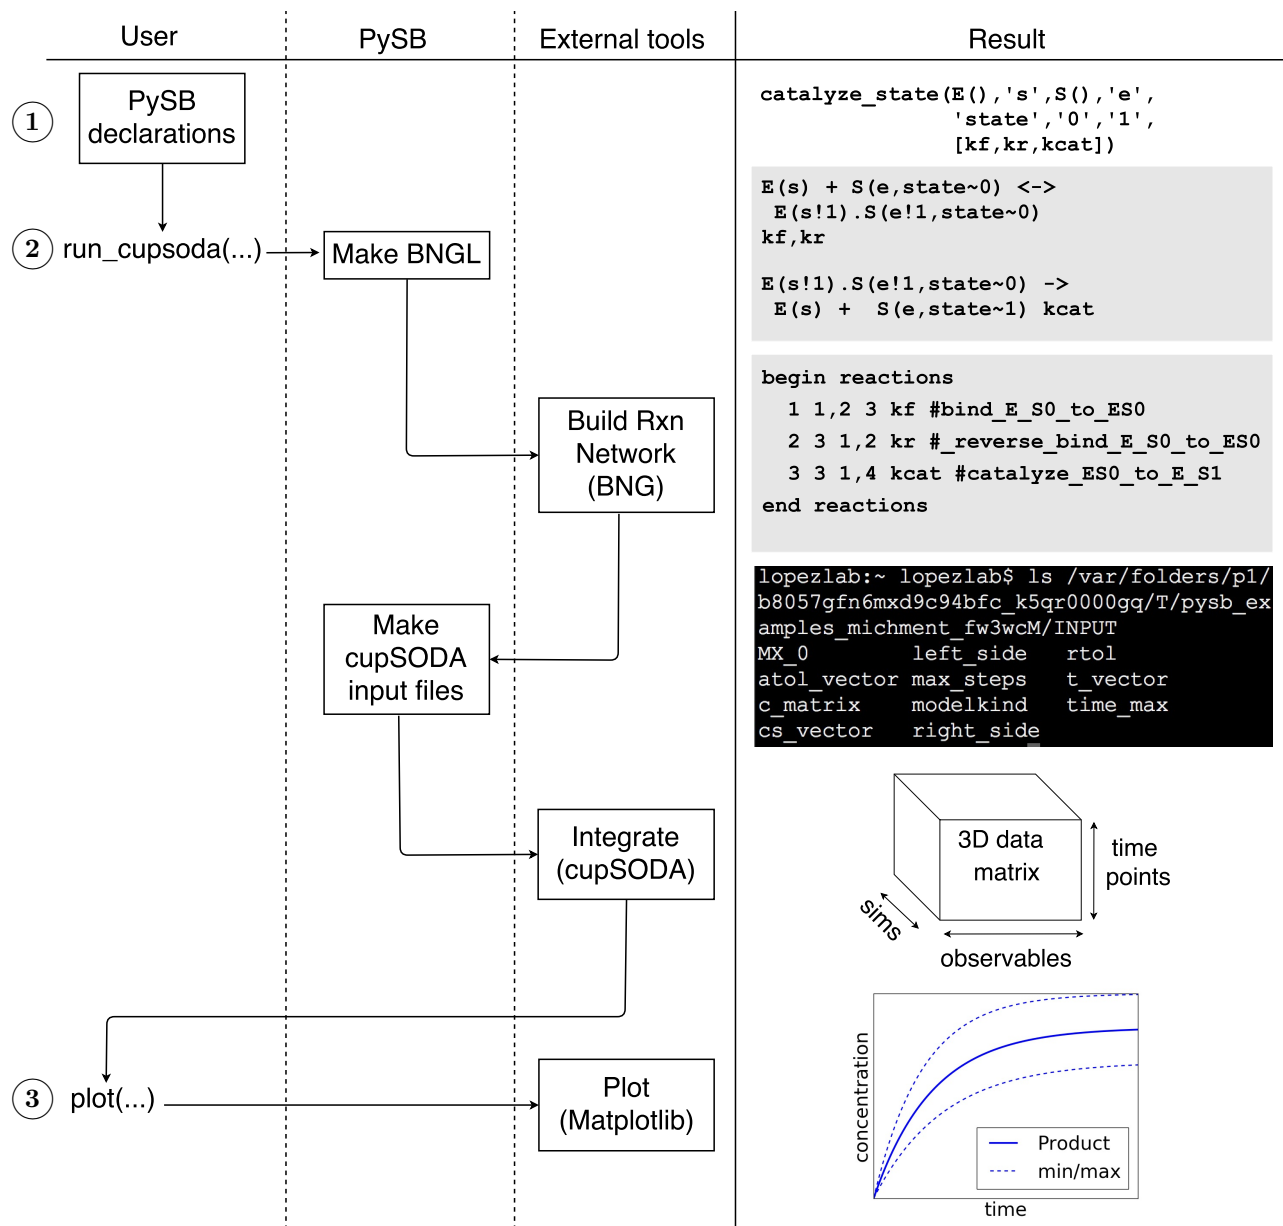 User
PySB
External tools
Result
1
PySB
declarations
catalyze_state(E(),'s',S(),'e',
'state','0','1',
[kf,kr,kcat])
2
run_cupsoda(...)
Make BNGL
E(s) + S(e,state~0) <->
E(s!1).S(e!1,state~0)
kf,kr
E(s!1).S(e!1,state~0) ->
E(s) +  S(e,state~1) kcat
Build Rxn
Network
(BNG)
begin reactions
1 1,2 3 kf #bind_E_S0_to_ES0
2 3 1,2 kr #_reverse_bind_E_S0_to_ES0
3 3 1,4 kcat #catalyze_ES0_to_E_S1
end reactions
Make
cupSODA
input files
lopezlab:~ lopezlab$ ls /var/folders/p1/
b8057gfn6mxd9c94bfc_k5qr0000gq/T/pysb_ex
amples_michment_fw3wcM/INPUT
MX_0 left_side rtol
atol_vector max_steps t_vector
c_matrix modelkind time_max
cs_vector right_side
Integrate
(cupSODA)
3D data
matrix
time
points
sims
observables
3
plot(...)
Plot
(Matplotlib)
concentration
Product
min/max
time